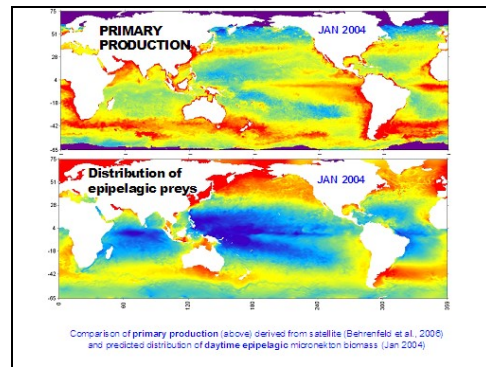 PRIMARY
PRODUCTION
JAN 2004
Distribution of
epipelagic preys
JAN 2004
Comparison of primary production (above) derived from satellite (Behrenfeld et al., 2006)
and predicted distribution of daytime epipelagic micronekton biomass (Jan 2004)